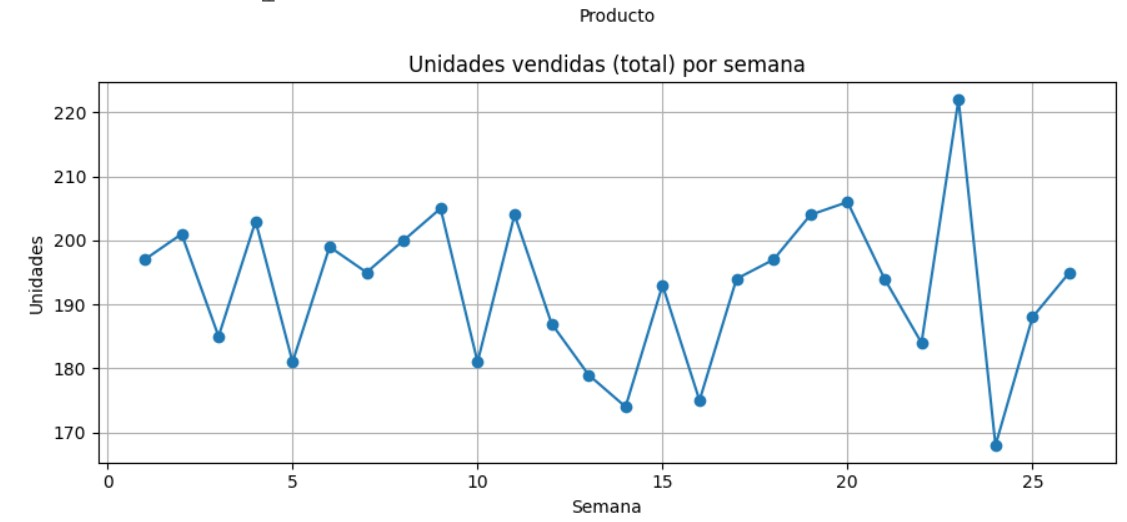 Producto
Unidades vendidas (total) por semana
220
210
200
190
180
170
Unidades
0 5 10 15 20 25
Semana